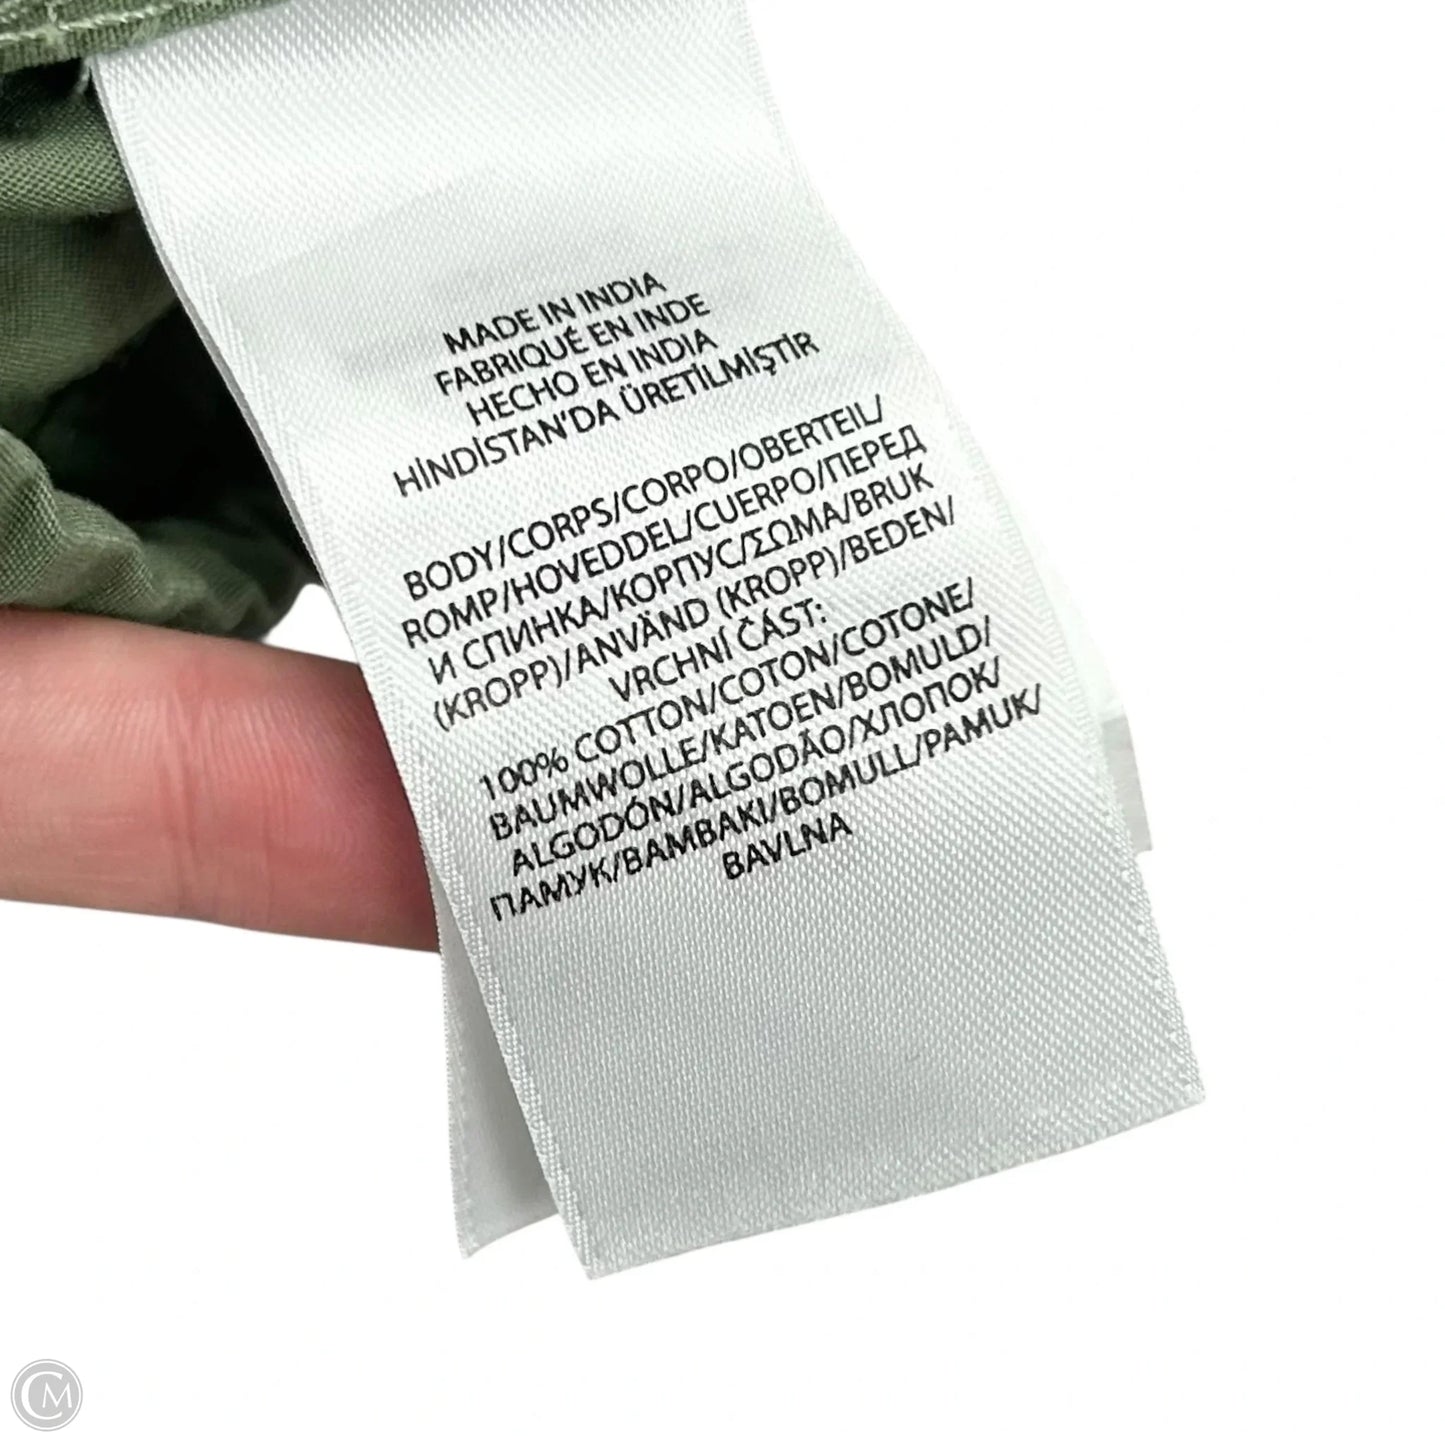 MADE IN INDIA
FABRIQUÉ EN INDE
HECHO EN INDIA
HİNDİSTAN'DA ÜRETİLMİŞTİR
BODY/CORPS/CORPO/OBERTEIL/
ROMP/HOVEDDEL/CUERPO/ПЕРЕД
И СПИНКА/КОРПУС/ΣΩΜΑ/BRUK
(KROPP)/ANVÄND (KROPP)/BEDEN/
VRCHNÍ ČÁST:
100% COTTON/COTON/COTONE/
BAUMWOLLE/KATOEN/BOMULD/
ALGODÓN/ALGODÃO/ХЛОПОК/
ПАМУК/ΒΑΜΒΑΚΙ/BOMULL/PAMUK/
BAVLNA
CM